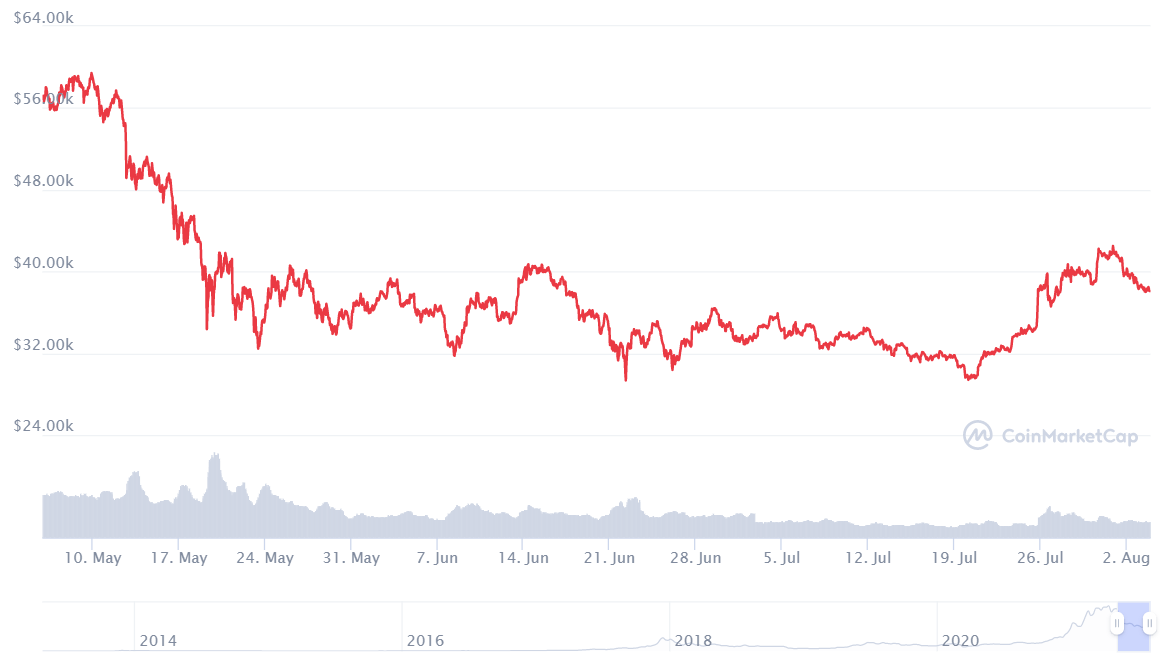 $64.00k
$56.00k
$48.00k
$40.00k
$32.00k
$24.00k
CoinMarketCap
10. May 17. May 24. May 31. May 7. Jun 14. Jun 21. Jun 28. Jun 5. Jul 12. Jul 19. Jul 26. Jul 2. Aug
2014 2016 2018 2020